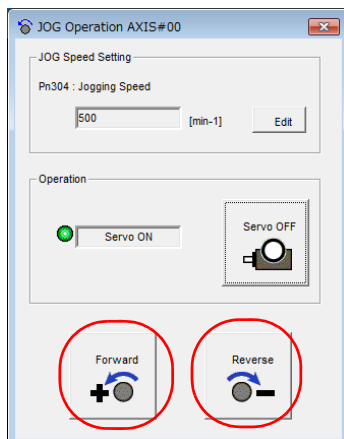 JOG Operation AXIS#00
JOG Speed Setting
Pn304 : Jogging Speed
500 [min-1] Edit
Operation
Servo ON
Servo OFF
Forward Reverse